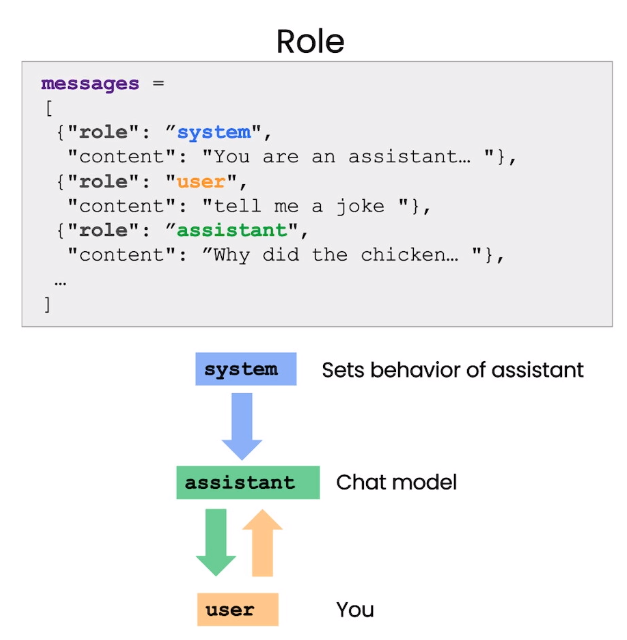 Role
messages =
[
{"role": ”system",
"content": "You are an assistant… "},
{"role": "user",
"content": "tell me a joke "},
{"role": ”assistant",
"content": ”Why did the chicken… "},
…
]
system Sets behavior of assistant
assistant Chat model
user You